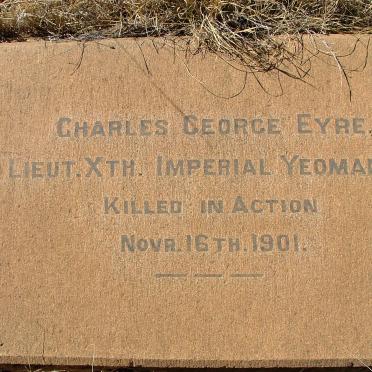 CHARLES GEORGE EYRE.
LIEUT. XTH. IMPERIAL YEOMAN
KILLED IN ACTION
NOVR. 16TH. 1901.